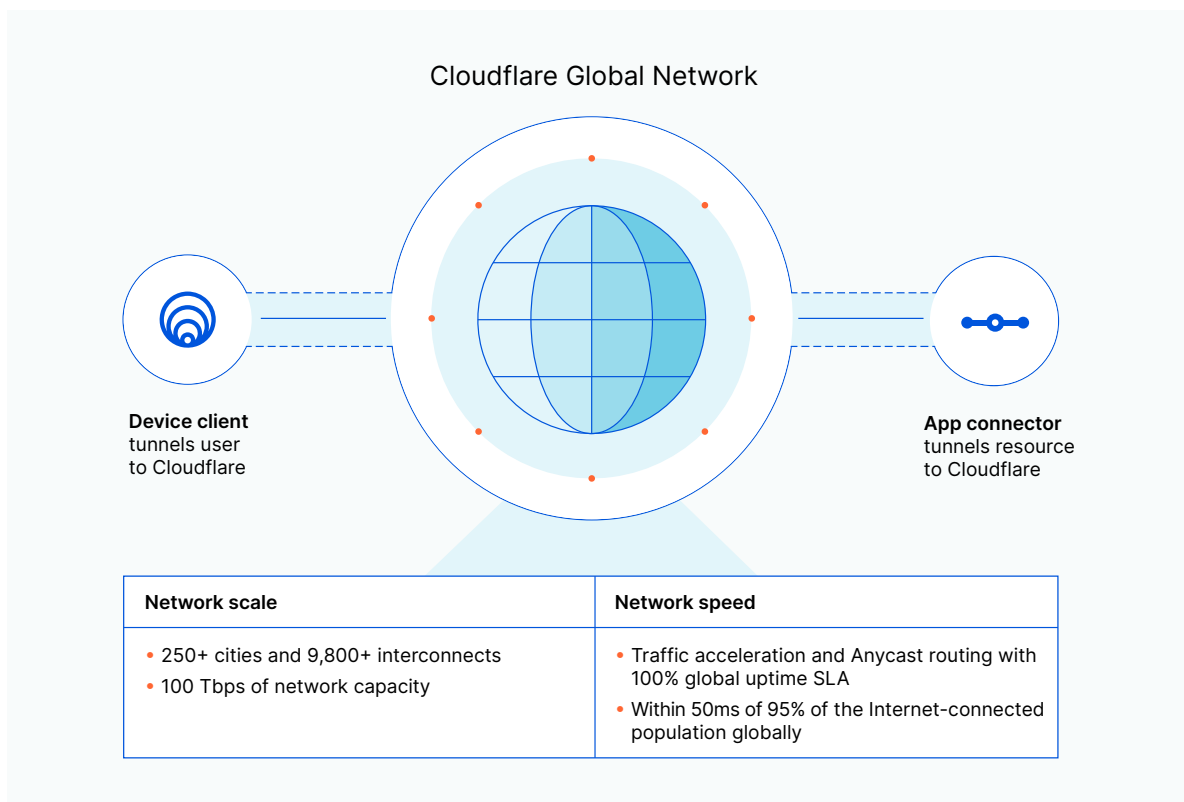 Cloudflare Global Network
Device client
tunnels user
to Cloudflare
App connector
tunnels resource
to Cloudflare
Network scale
• 250+ cities and 9,800+ interconnects
• 100 Tbps of network capacity
Network speed
• Traffic acceleration and Anycast routing with
100% global uptime SLA
• Within 50ms of 95% of the Internet-connected
population globally